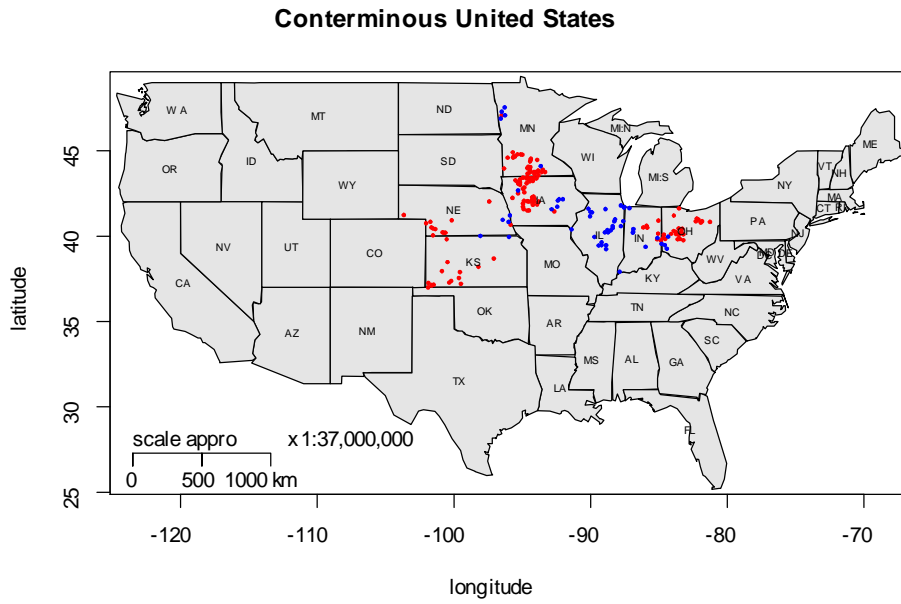 Conterminous United States
WA
MT
ND
MN
MI:N
ME
OR
ID
SD
WI
MI:S
VT
NH
WY
NY
MA
CT
RI
NE
IA
PA
NJ
NV
UT
CO
IL
IN
OH
MD
DE
DC
KS
MO
WV
VA
CA
KY
OK
TN
NC
AZ
NM
AR
SC
MS
AL
GA
TX
LA
FL
scale appro x 1:37,000,000
0 500 1000 km
45
40
35
30
25
latitude
-120 -110 -100 -90 -80 -70
longitude